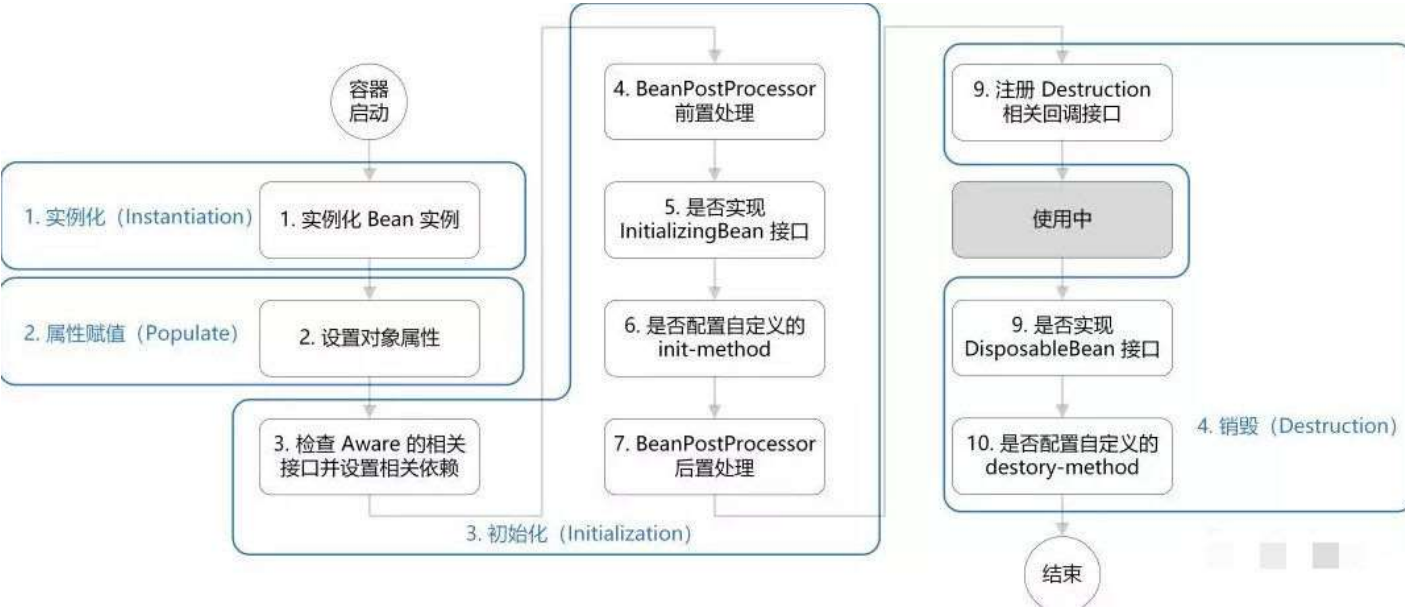 容器
启动
1. 实例化（Instantiation）
1. 实例化 Bean 实例
2. 属性赋值（Populate）
2. 设置对象属性
3. 检查 Aware 的相关
接口并设置相关依赖
3. 初始化（Initialization）
4. BeanPostProcessor
前置处理
5. 是否实现
InitializingBean 接口
6. 是否配置自定义的
init-method
7. BeanPostProcessor
后置处理
9. 注册 Destruction
相关回调接口
使用中
9. 是否实现
DisposableBean 接口
10. 是否配置自定义的
destory-method
4. 销毁（Destruction）
结束